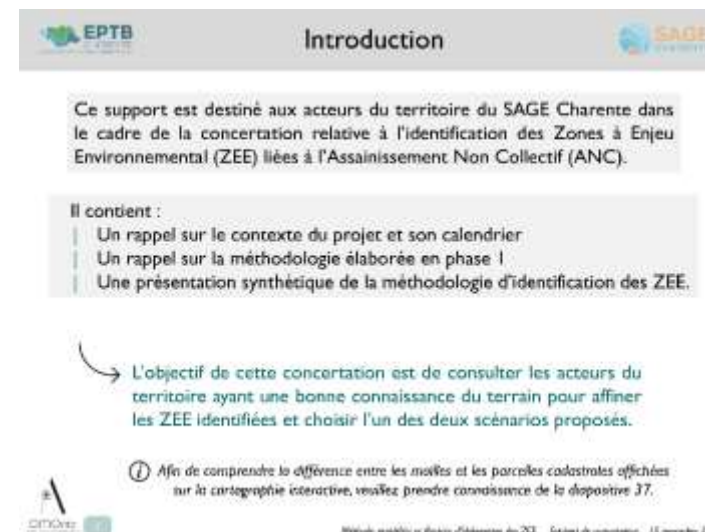 EPTB
Introduction
SAGE
Ce support est destiné aux acteurs du territoire du SAGE Charente dans
le cadre de la concertation relative à l'identification des Zones à Enjeu
Environnemental (ZEE) liées à l'Assainissement Non Collectif (ANC).
Il contient :
Un rappel sur le contexte du projet et son calendrier
Un rappel sur la méthodologie élaborée en phase 1
Une présentation synthétique de la méthodologie d'identification des ZEE.
L'objectif de cette concertation est de consulter les acteurs du
territoire ayant une bonne connaissance du terrain pour affiner
les ZEE identifiées et choisir l'un des deux scénarios proposés.
i Afin de comprendre la différence entre les mailles et les parcelles cadastrales affichées
sur la cartographie interactive, veuillez prendre connaissance de la diapositive 37.